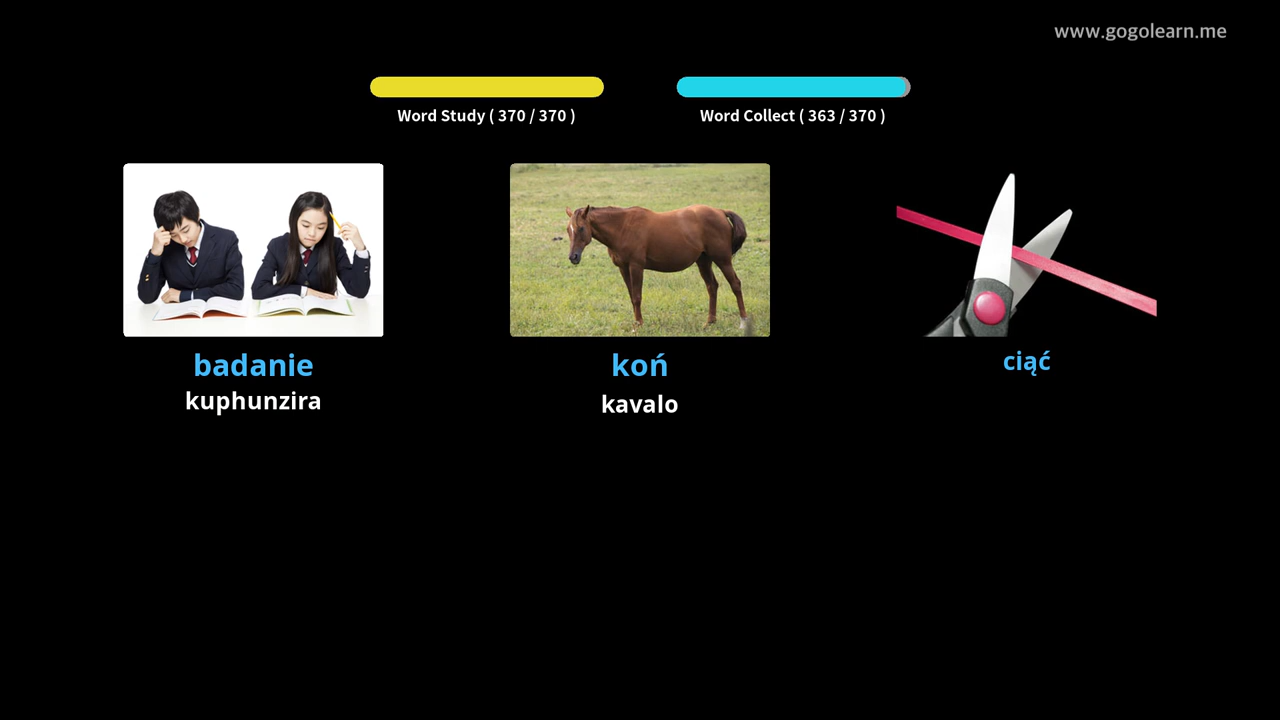 www.gogolearn.me
Word Study ( 370 / 370 )
Word Collect ( 363 / 370 )
badanie
kuphunzira
koń
kavalo
ciąć